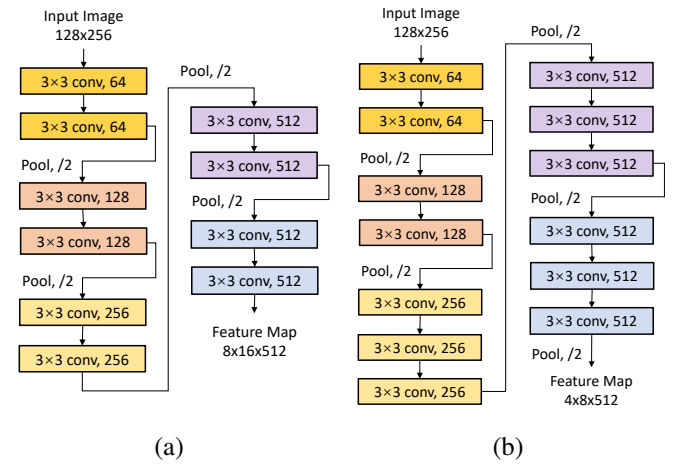 Input Image
128x256
3×3 conv, 64
3×3 conv, 64
Pool, /2
3×3 conv, 128
3×3 conv, 128
Pool, /2
3×3 conv, 256
3×3 conv, 256
Pool, /2
3×3 conv, 512
3×3 conv, 512
Pool, /2
3×3 conv, 512
3×3 conv, 512
Feature Map
8x16x512
(a)
Input Image
128x256
3×3 conv, 64
3×3 conv, 64
Pool, /2
3×3 conv, 128
3×3 conv, 128
Pool, /2
3×3 conv, 256
3×3 conv, 256
3×3 conv, 256
Pool, /2
3×3 conv, 512
3×3 conv, 512
3×3 conv, 512
Pool, /2
3×3 conv, 512
3×3 conv, 512
3×3 conv, 512
Pool, /2
Feature Map
4x8x512
(b)